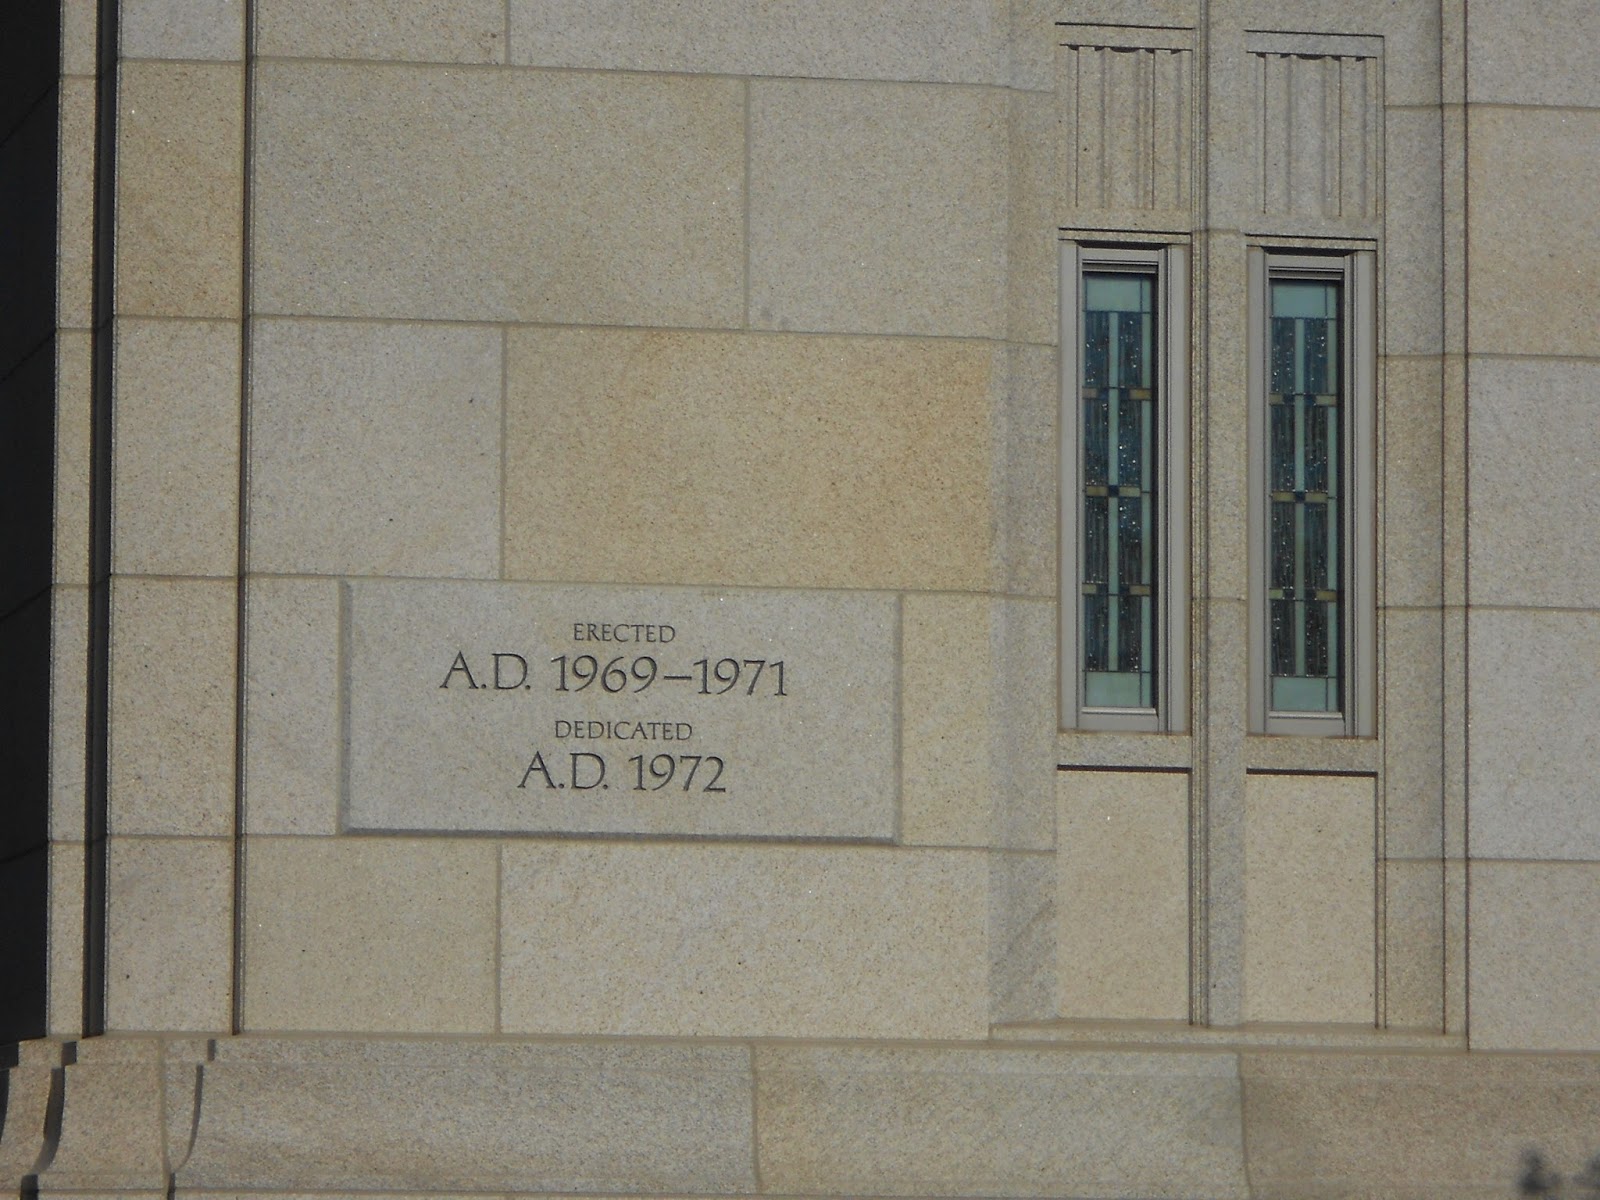 ERECTED
A.D. 1969–1971
DEDICATED
A.D. 1972